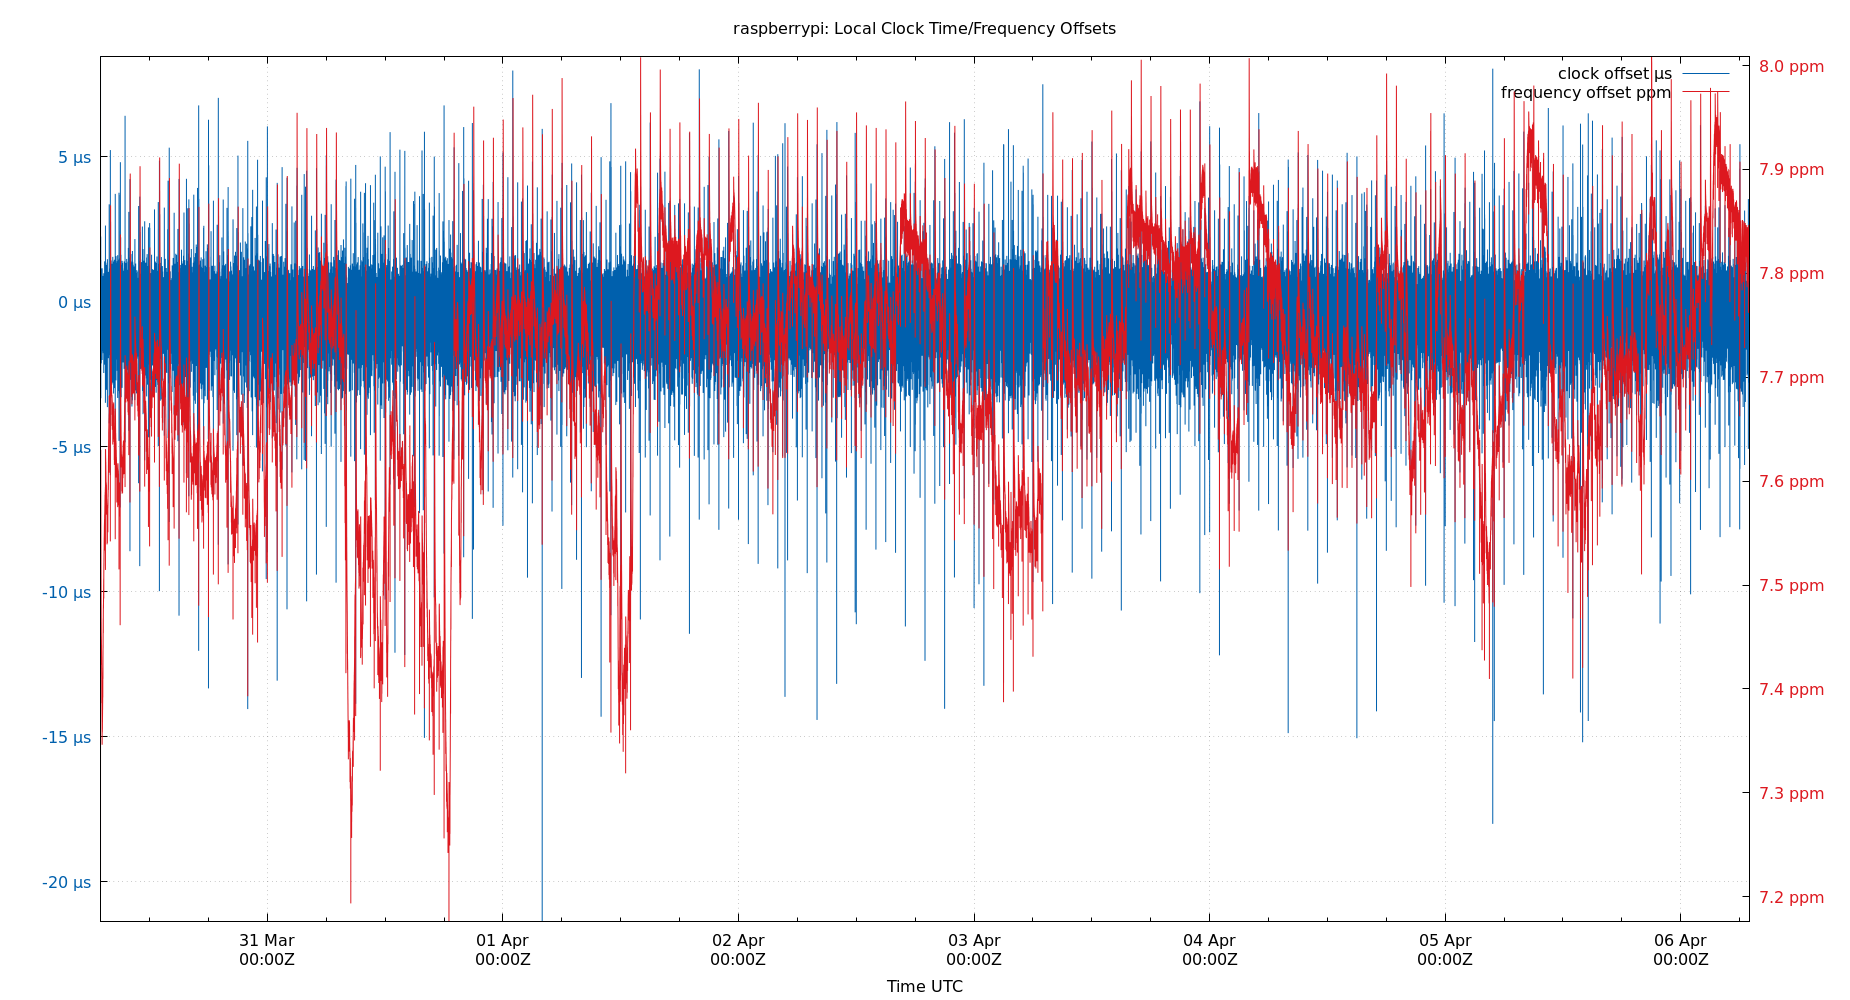 raspberrypi: Local Clock Time/Frequency Offsets
clock offset µs
frequency offset ppm
5 µs
0 µs
-5 µs
-10 µs
-15 µs
-20 µs
8.0 ppm
7.9 ppm
7.8 ppm
7.7 ppm
7.6 ppm
7.5 ppm
7.4 ppm
7.3 ppm
7.2 ppm
31 Mar
00:00Z
01 Apr
00:00Z
02 Apr
00:00Z
03 Apr
00:00Z
04 Apr
00:00Z
05 Apr
00:00Z
06 Apr
00:00Z
Time UTC